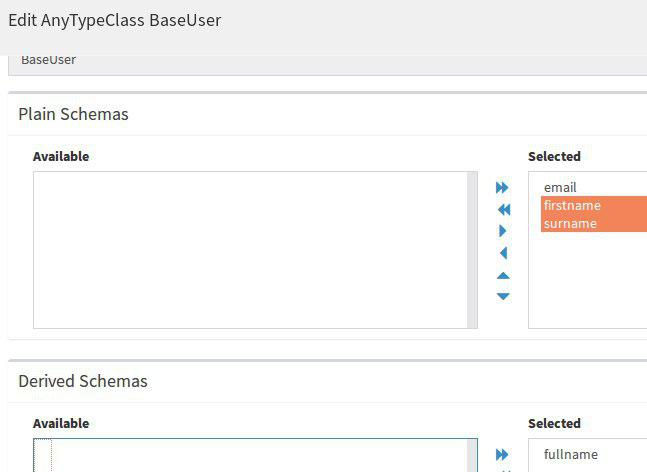 Edit AnyTypeClass BaseUser
BaseUser
Plain Schemas
Available
Selected
email
firstname
surname
Derived Schemas
Available
Selected
fullname